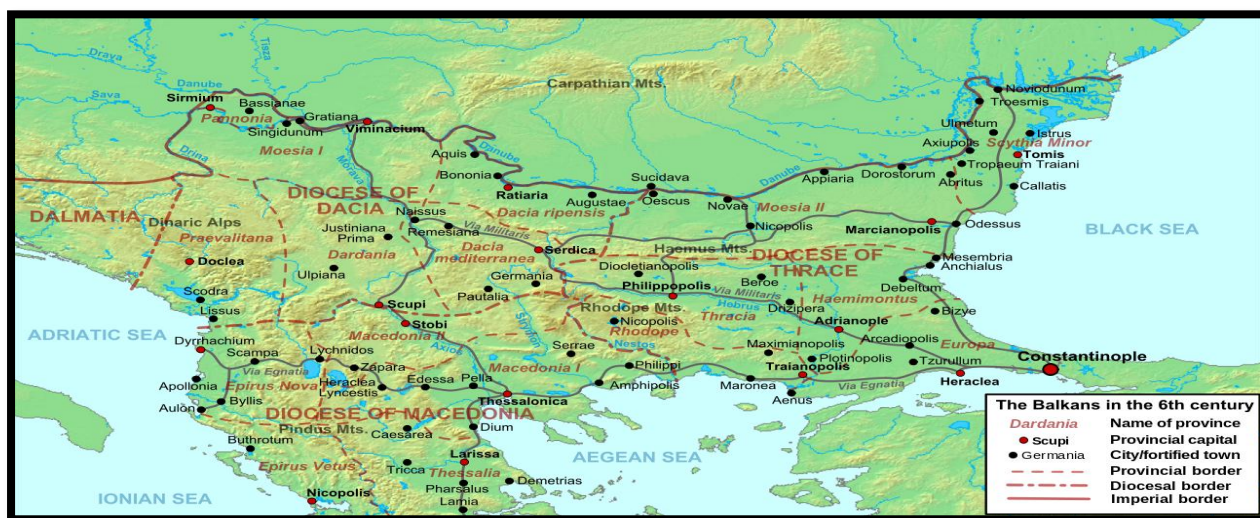 Carpathian Mts.
Tisza
Drava
Danube
Sava
Sirmium
Bassianae
Pannonia
Gratiana
Singidunum
Viminacium
Moesia I
Drina
Morava
Noviodunum
Troesmis
Ulmetum
Istrus
Axiupolis
Scythia Minor
Tomis
Tropaeum Traiani
Abritus
Callatis
Aquis
Danube
Bononia
Ratiaria
Sucidava
Augustae
Oescus
Danube
Appiaria
Dorostorum
Novae
Moesia II
DIOCESE OF
DACIA
Dacia ripensis
DALMATIA
Dinaric Alps
Praevalitana
Naissus
Remesiana
Via Militaris
Justiniana
Prima
Dardania
Dacia
mediterranea
Serdica
Nicopolis
Haemus Mts.
Marcianopolis
Odessus
BLACK SEA
Doclea
Ulpiana
DIOCESE OF
THRACE
Mesembria
Anchialus
Diocletianopolis
Beroe
Debeltum
Germania
Pautalia
Philippopolis
Via Militaris
Haemimontus
Scodra
Lissus
Scupi
Rhodope Mts.
Hebrus
Drizipera
Thracia
Bizye
ADRIATIC SEA
Stobi
Macedonia II
Strymon
Nicopolis
Rhodope
Nestos
Adrianople
Arcadiopolis
Europa
Dyrrhachium
Scampa
Lychnidos
Axios
Serrae
Maximianopolis
Plotinopolis
Tzurullum
Constantinople
Via Egnatia
Zapara
Macedonia I
Philippi
Traianopolis
Apollonia
Epirus Nova
Heraclea
Lyncestis
Edessa
Pella
Amphipolis
Maronea
Via Egnatia
Heraclea
Aulon
Byllis
Thessalonica
Aenus
DIOCESE OF MACEDONIA
Pindus Mts.
Caesarea
Dium
Buthrotum
Larissa
AEGEAN SEA
Epirus Vetus
Tricca
Thessalia
Demetrias
Pharsalus
IONIAN SEA
Nicopolis
Lamia
The Balkans in the 6th century
Dardania Name of province
Scupi Provincial capital
Germania City/fortified town
Provincial border
Diocesal border
Imperial border